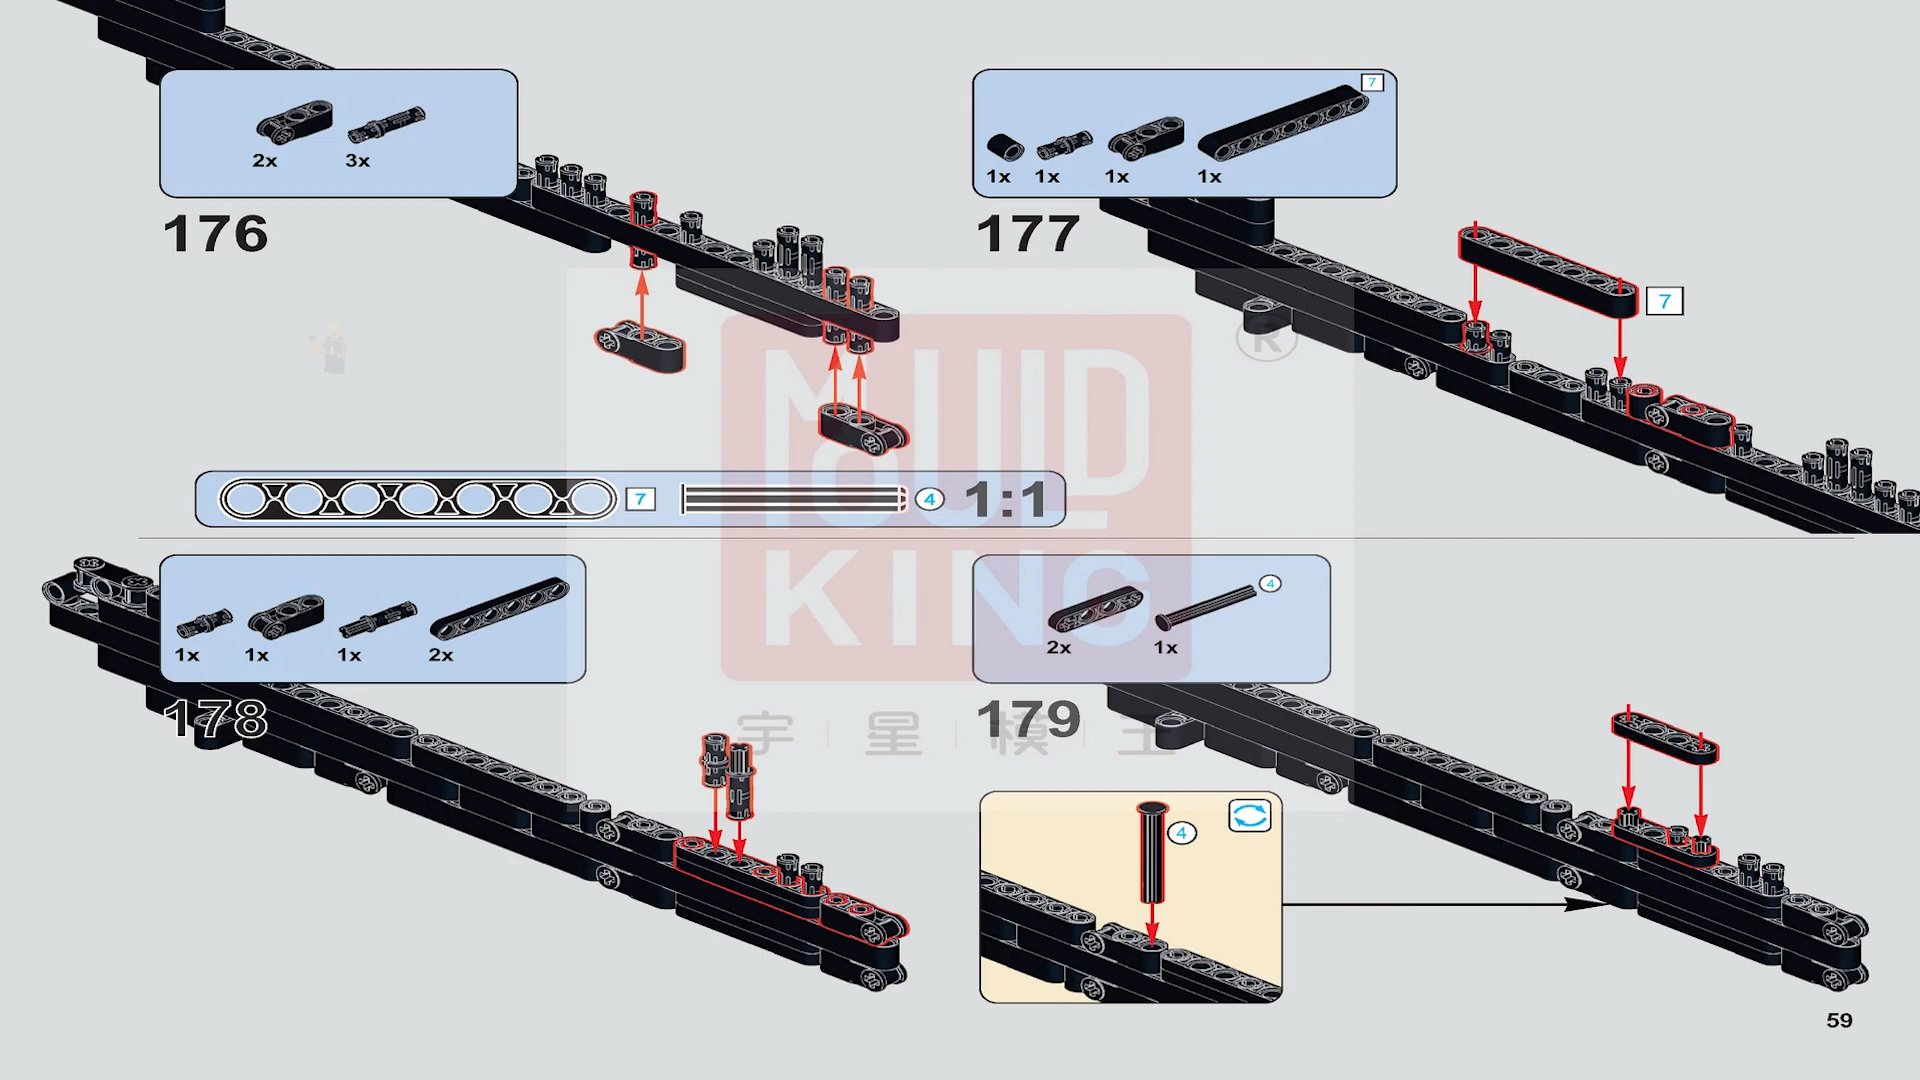 7
2x 3x
1x 1x 1x 1x
176
177
7
7 4 1:1
MOULD
KING
®
宇星模王
4
1x 1x 1x 2x
2x 1x
178
179
4
59